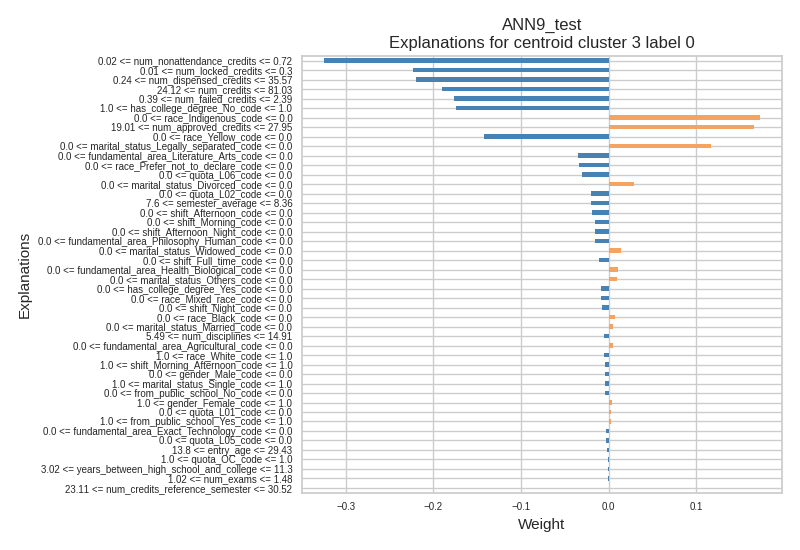 ANN9_test
Explanations for centroid cluster 3 label 0
0.02 <= num_nonattendance_credits <= 0.72
0.01 <= num_locked_credits <= 0.3
0.24 <= num_dispensed_credits <= 35.57
24.12 <= num_credits <= 81.03
0.39 <= num_failed_credits <= 2.39
1.0 <= has_college_degree_No_code <= 1.0
0.0 <= race_Indigenous_code <= 0.0
19.01 <= num_approved_credits <= 27.95
0.0 <= race_Yellow_code <= 0.0
0.0 <= marital_status_Legally_separated_code <= 0.0
0.0 <= fundamental_area_Literature_Arts_code <= 0.0
0.0 <= race_Prefer_not_to_declare_code <= 0.0
0.0 <= quota_L06_code <= 0.0
0.0 <= marital_status_Divorced_code <= 0.0
0.0 <= quota_L02_code <= 0.0
7.6 <= semester_average <= 8.36
0.0 <= shift_Afternoon_code <= 0.0
0.0 <= shift_Morning_code <= 0.0
0.0 <= shift_Afternoon_Night_code <= 0.0
0.0 <= fundamental_area_Philosophy_Human_code <= 0.0
0.0 <= marital_status_Widowed_code <= 0.0
0.0 <= shift_Full_time_code <= 0.0
0.0 <= fundamental_area_Health_Biological_code <= 0.0
0.0 <= marital_status_Others_code <= 0.0
0.0 <= has_college_degree_Yes_code <= 0.0
0.0 <= race_Mixed_race_code <= 0.0
0.0 <= shift_Night_code <= 0.0
0.0 <= race_Black_code <= 0.0
0.0 <= marital_status_Married_code <= 0.0
5.49 <= num_disciplines <= 14.91
0.0 <= fundamental_area_Agricultural_code <= 0.0
1.0 <= race_White_code <= 1.0
1.0 <= shift_Morning_Afternoon_code <= 1.0
0.0 <= gender_Male_code <= 0.0
1.0 <= marital_status_Single_code <= 1.0
0.0 <= from_public_school_No_code <= 0.0
1.0 <= gender_Female_code <= 1.0
0.0 <= quota_L01_code <= 0.0
1.0 <= from_public_school_Yes_code <= 1.0
0.0 <= fundamental_area_Exact_Technology_code <= 0.0
0.0 <= quota_L05_code <= 0.0
13.8 <= entry_age <= 29.43
1.0 <= quota_OC_code <= 1.0
3.02 <= years_between_high_school_and_college <= 11.3
1.02 <= num_exams <= 1.48
23.11 <= num_credits_reference_semester <= 30.52
Explanations
−0.3 −0.2 −0.1 0.0 0.1
Weight